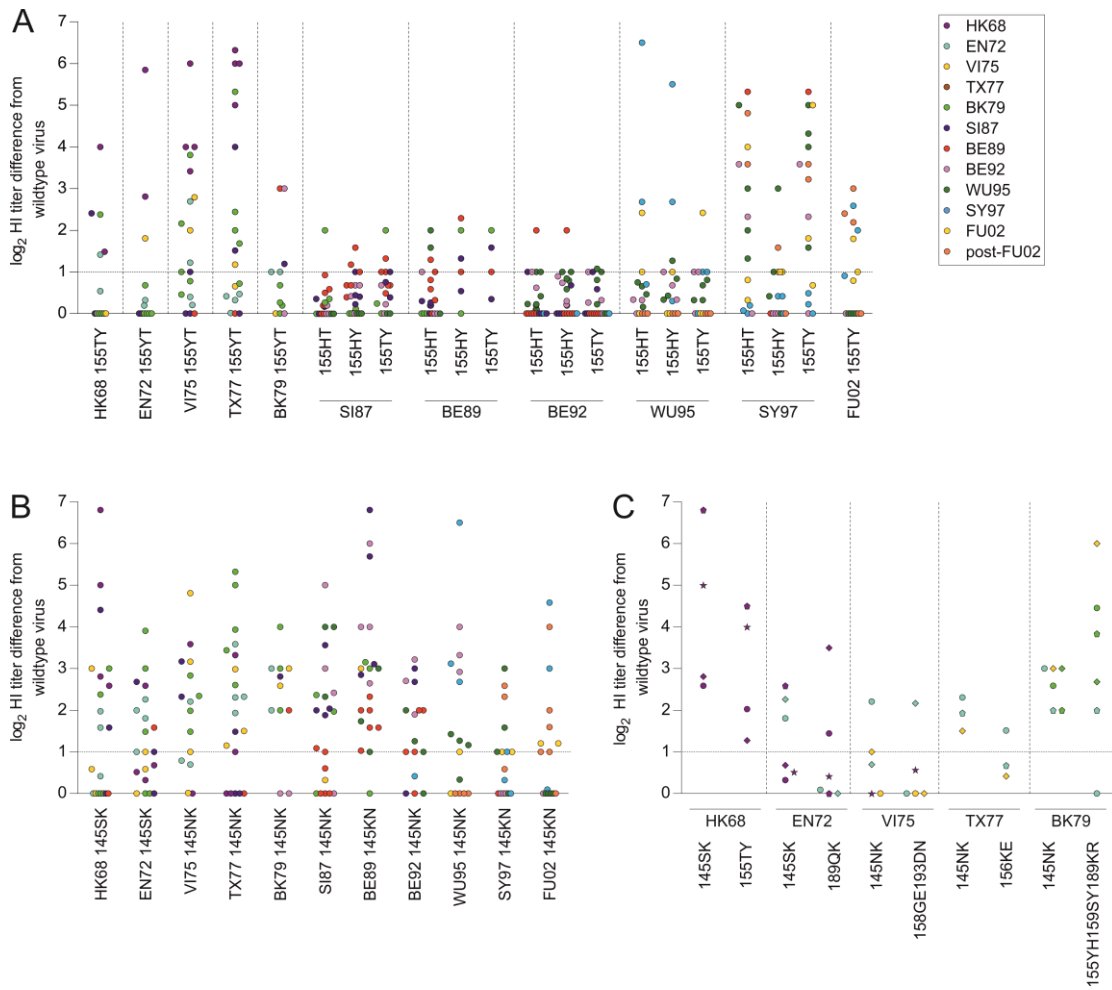 A
log2 HI titer difference from
wildtype virus
7
6
5
4
3
2
1
0
HK68 155TY
EN72 155YT
VI75 155YT
TX77 155YT
BK79 155YT
155HT
155HY
155TY
SI87
155HT
155HY
155TY
BE89
155HT
155HY
155TY
BE92
155HT
155HY
155TY
WU95
155HT
155HY
155TY
SY97
FU02 155TY
HK68
EN72
VI75
TX77
BK79
SI87
BE89
BE92
WU95
SY97
FU02
post-FU02
B
log2 HI titer difference from
wildtype virus
7
6
5
4
3
2
1
0
HK68 145SK
EN72 145SK
VI75 145NK
TX77 145NK
BK79 145NK
SI87 145NK
BE89 145KN
BE92 145NK
WU95 145NK
SY97 145KN
FU02 145KN
C
log2 HI titer difference from
wildtype virus
7
6
5
4
3
2
1
0
HK68
EN72
VI75
TX77
BK79
145SK
155TY
145SK
189QK
145NK
158GE193DN
145NK
156KE
145NK
155YH159SY189KR